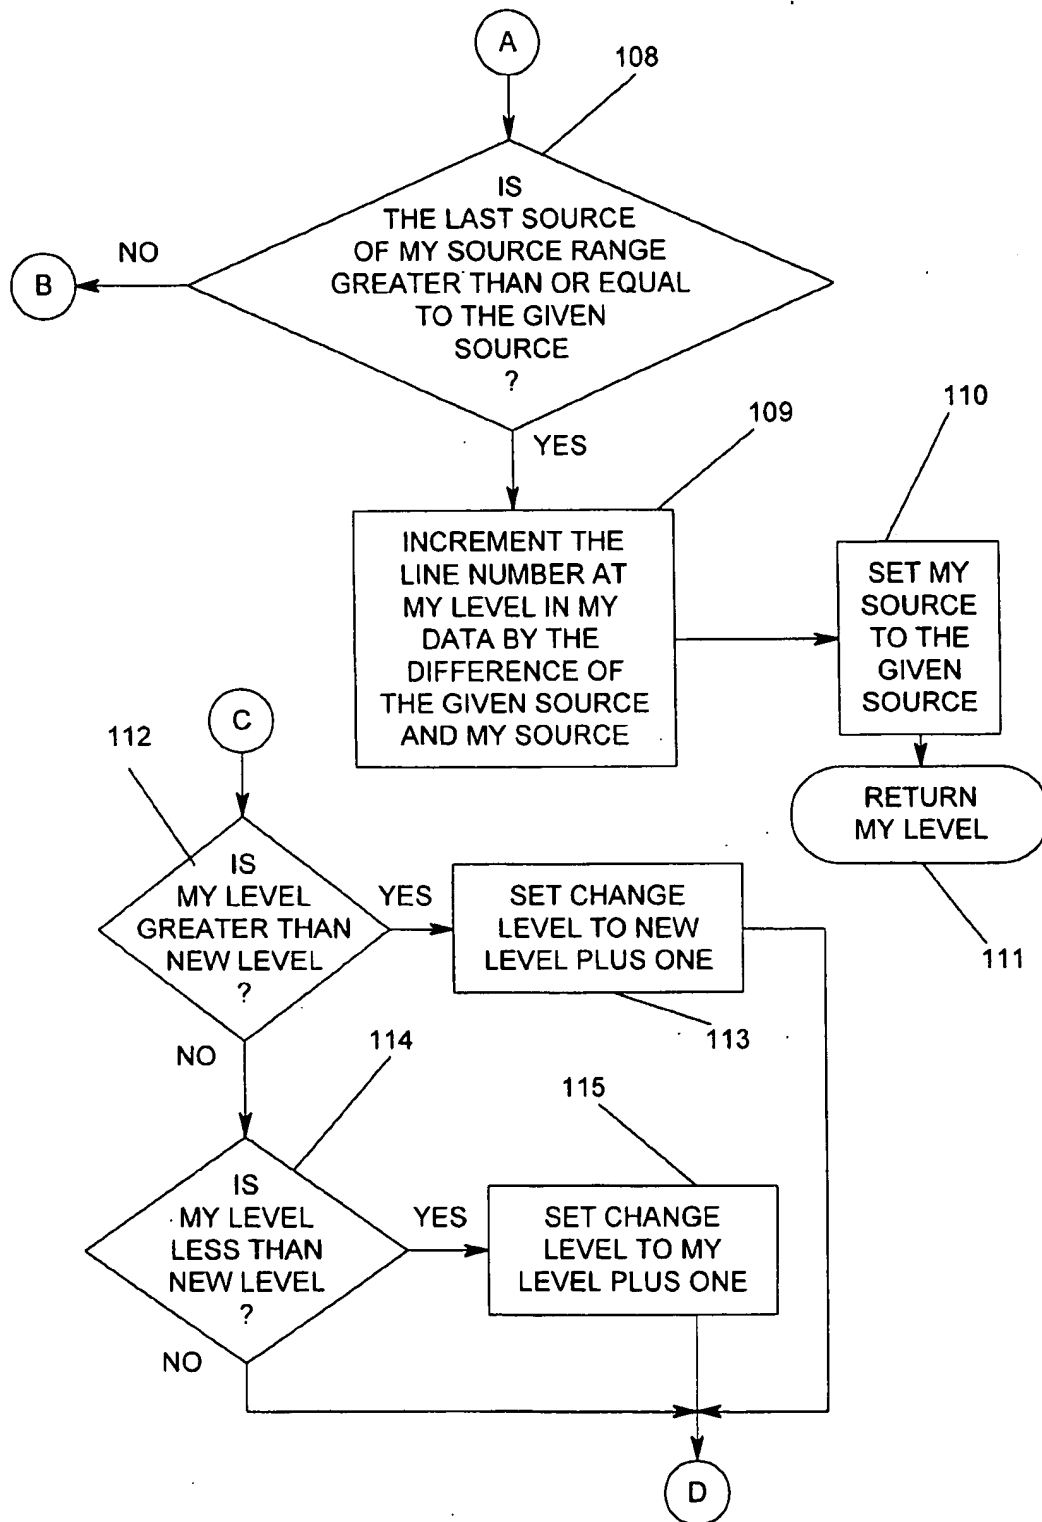 A
108
IS
THE LAST SOURCE
OF MY SOURCE RANGE
GREATER THAN OR EQUAL
TO THE GIVEN
SOURCE
?
NO
B
YES
109
110
INCREMENT THE
LINE NUMBER AT
MY LEVEL IN MY
DATA BY THE
DIFFERENCE OF
THE GIVEN SOURCE
AND MY SOURCE
SET MY
SOURCE
TO THE
GIVEN
SOURCE
RETURN
MY LEVEL
111
C
112
IS
MY LEVEL
GREATER THAN
NEW LEVEL
?
YES
SET CHANGE
LEVEL TO NEW
LEVEL PLUS ONE
113
NO
114
IS
MY LEVEL
LESS THAN
NEW LEVEL
?
YES
115
SET CHANGE
LEVEL TO MY
LEVEL PLUS ONE
NO
D